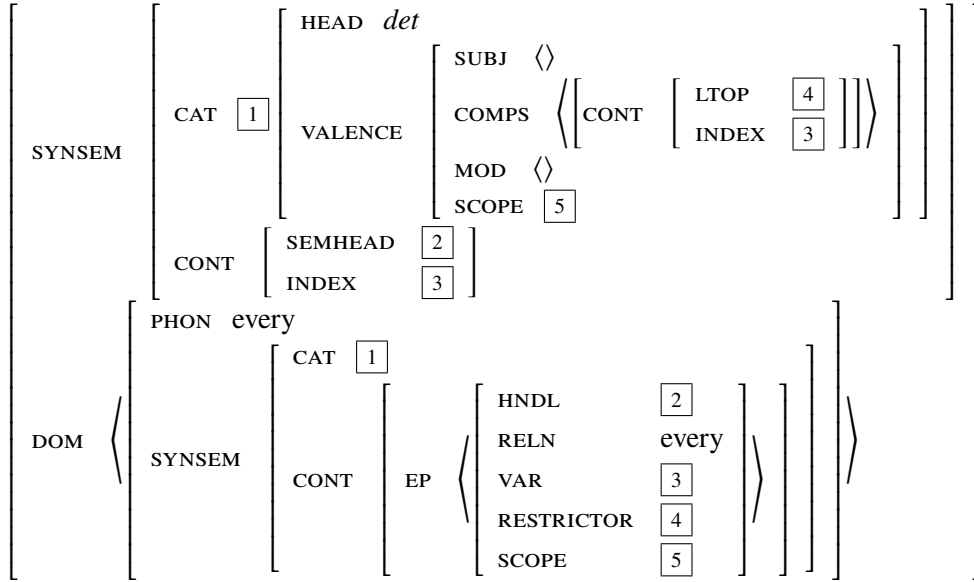 HEAD det
SUBJ ⟨⟩
COMPS ⟨[CONT [LTOP 4
CAT 1
VALENCE
INDEX 3]]⟩
SYNSEM
MOD ⟨⟩
SCOPE 5
SEMHEAD 2
CONT
INDEX 3
PHON every
CAT 1
HNDL 2
RELN every
DOM
SYNSEM
CONT
EP
VAR 3
RESTRICTOR 4
SCOPE 5